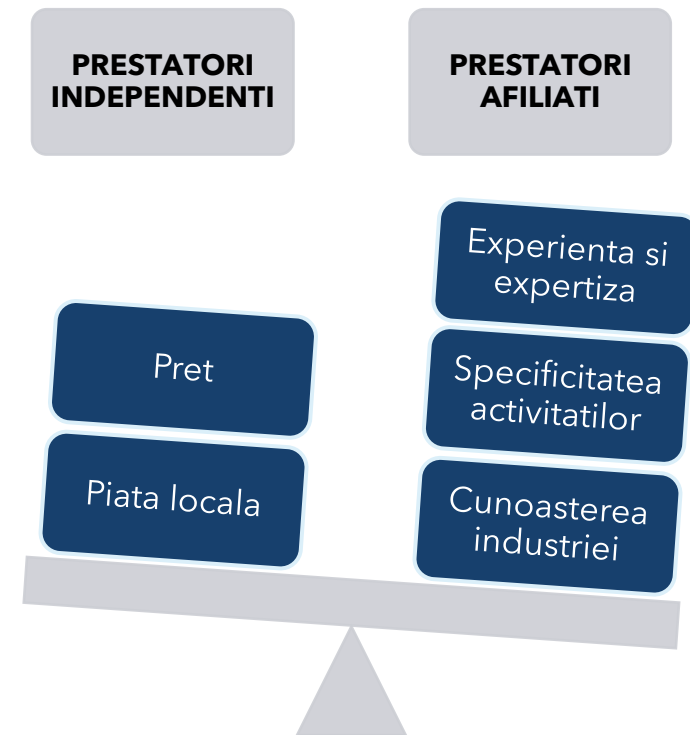 PRESTATORI
INDEPENDENTI
PRESTATORI
AFILIATI
Pret
Piata locala
Experienta si
expertiza
Specificitatea
activitatilor
Cunoasterea
industriei